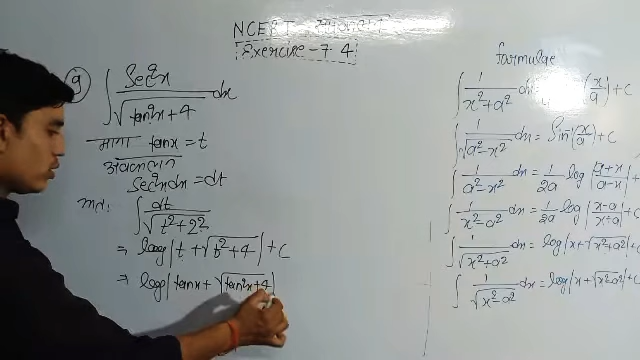 NCERT
Exercise-7.4
9 ∫ Sec²x / √(tan²x+4) dx
माना tanx = t
अवकलन
Sec²x dx = dt
अतः
∫ dt / √(t²+2²)
⇒ log|t + √(t²+4)| + C
⇒ log|tanx + √(tan²x+4)|
formulae
∫ 1/(x²+a²) dx = (x/a) + C
∫ 1/√(a²-x²) dx = Sin⁻¹(x/a) + C
∫ 1/(a²-x²) dx = 1/2a log|(a+x)/(a-x)| +
∫ 1/(x²-a²) dx = 1/2a log|(x-a)/(x+a)| +
∫ 1/√(x²+a²) dx = log|x+√(x²+a²)| +
∫ 1/√(x²-a²) dx = log|x+√(x²-a²)| +